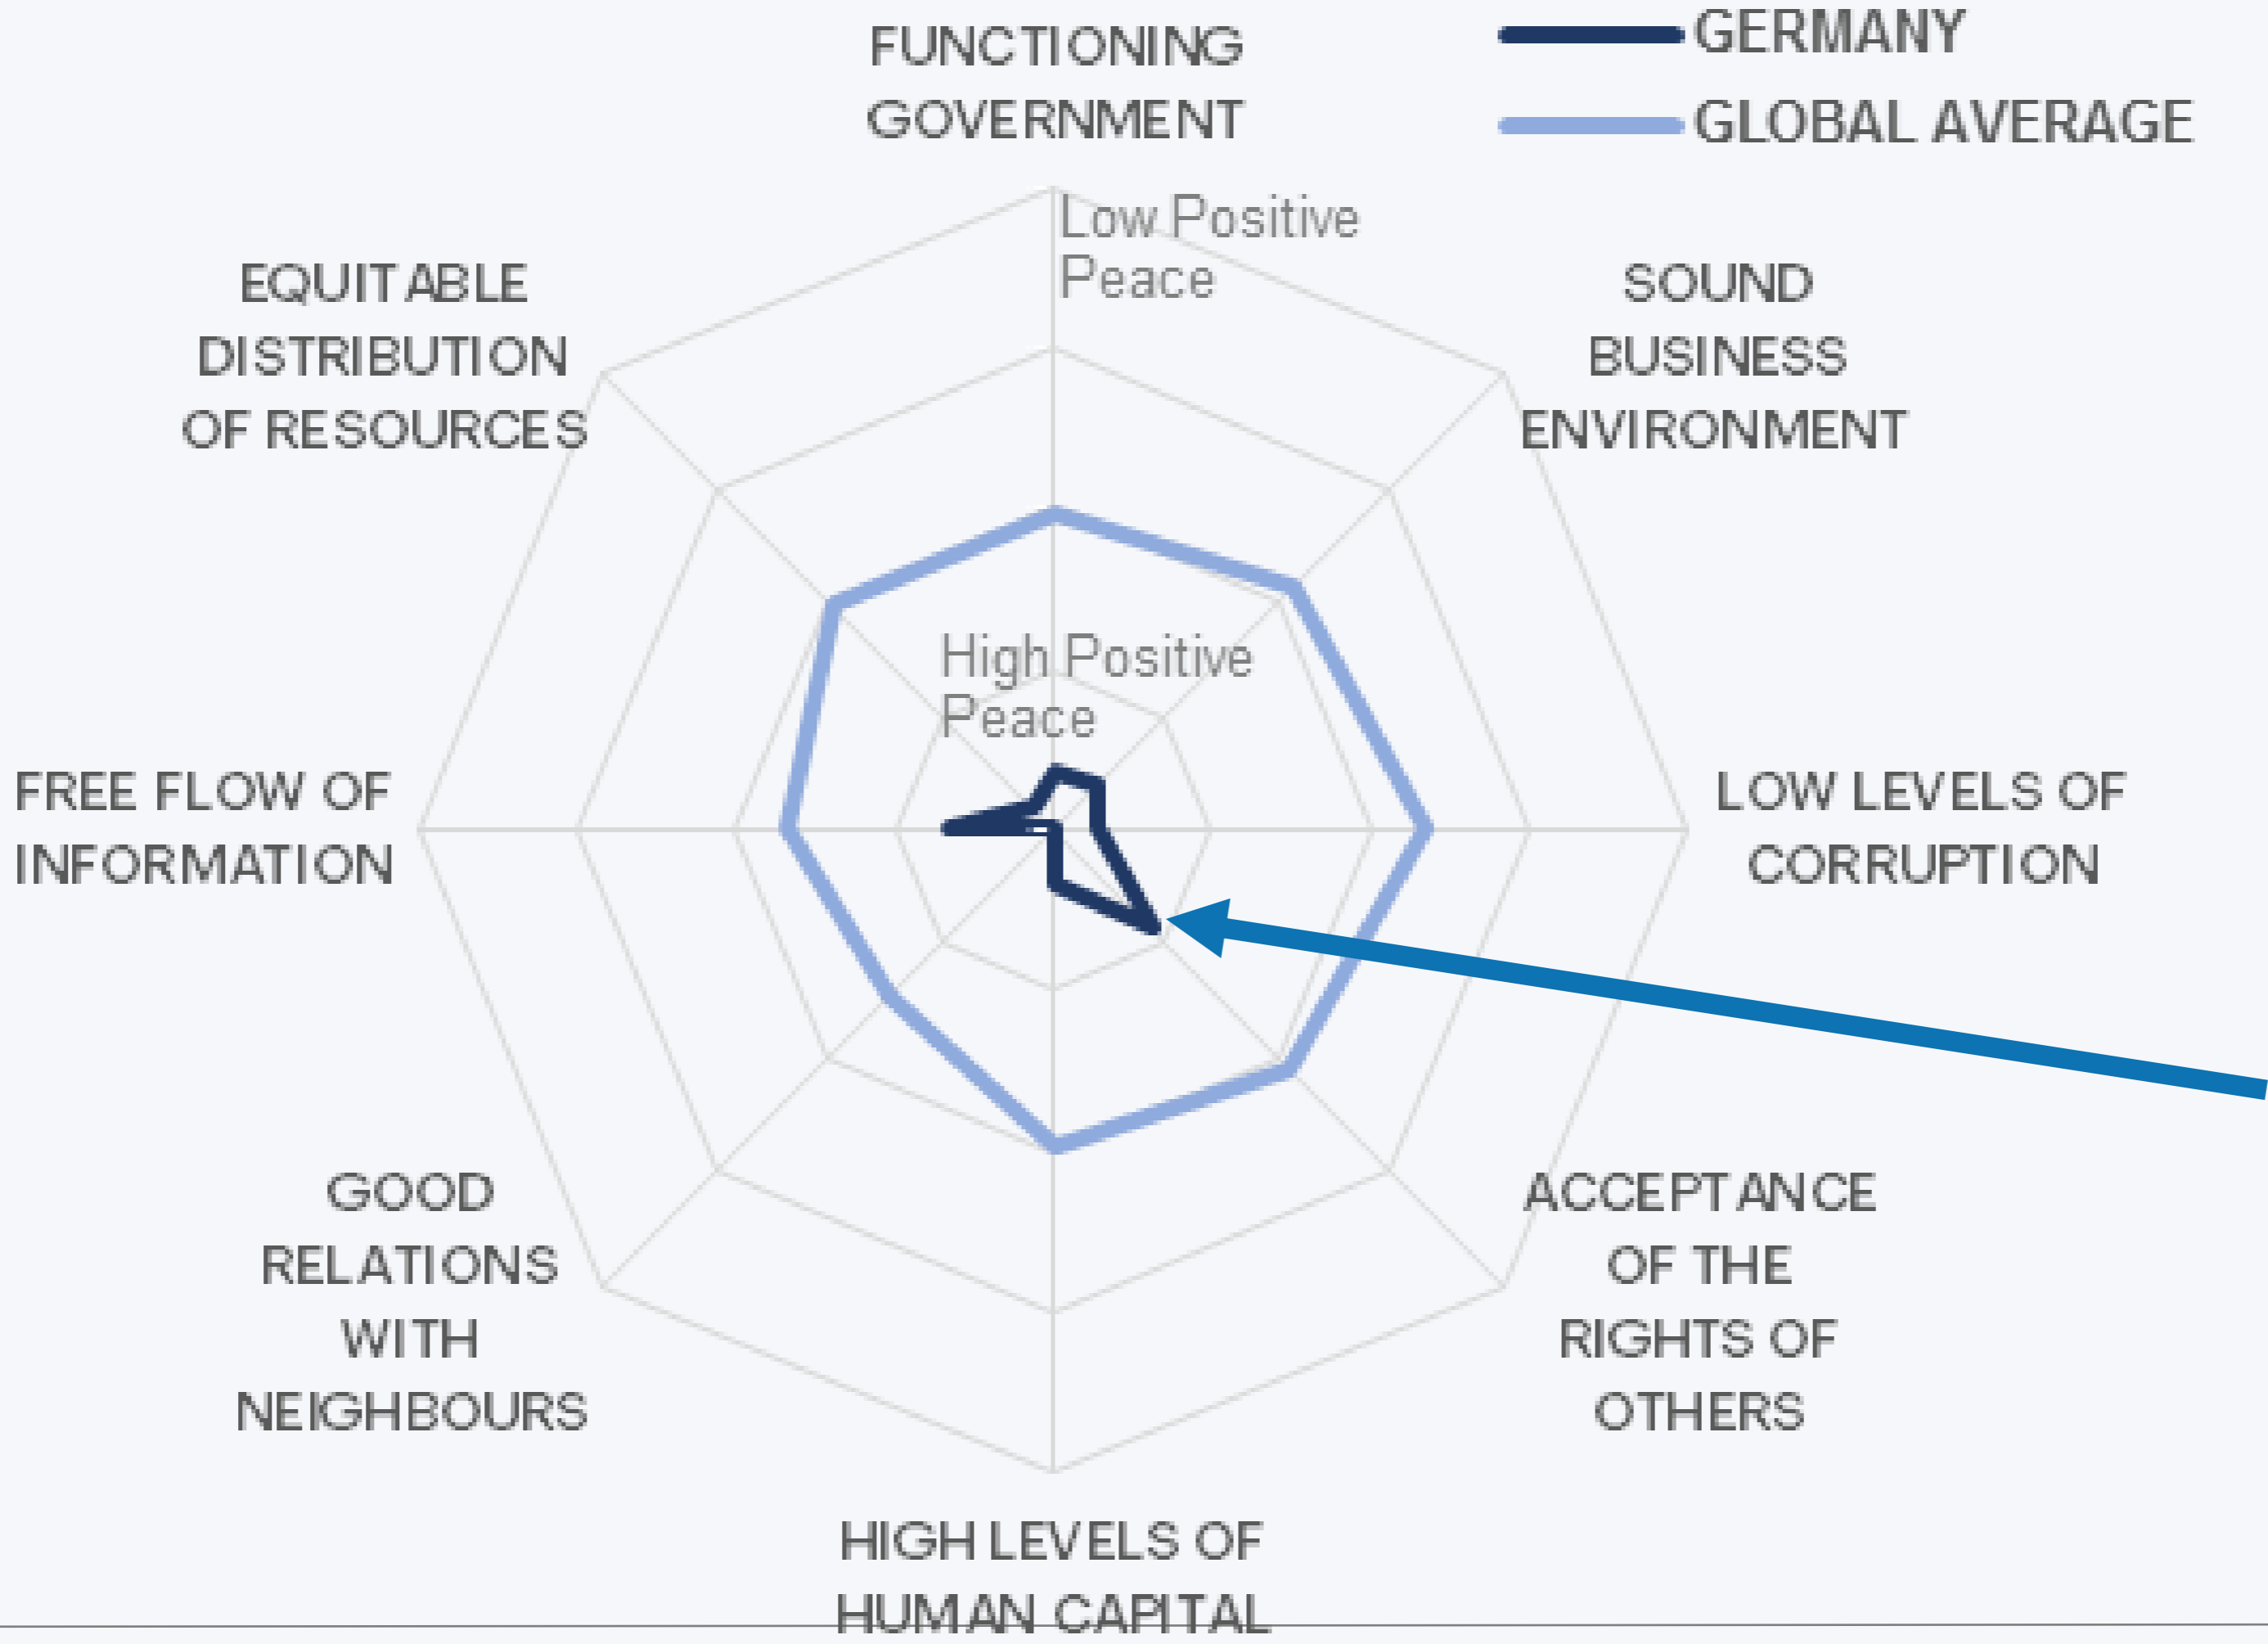 FUNCTIONING
GOVERNMENT
GERMANY
GLOBAL AVERAGE
Low Positive
Peace
EQUITABLE
DISTRIBUTION
OF RESOURCES
SOUND
BUSINESS
ENVIRONMENT
High Positive
Peace
FREE FLOW OF
INFORMATION
LOW LEVELS OF
CORRUPTION
GOOD
RELATIONS
WITH
NEIGHBOURS
ACCEPTANCE
OF THE
RIGHTS OF
OTHERS
HIGH LEVELS OF
HUMAN CAPITAL